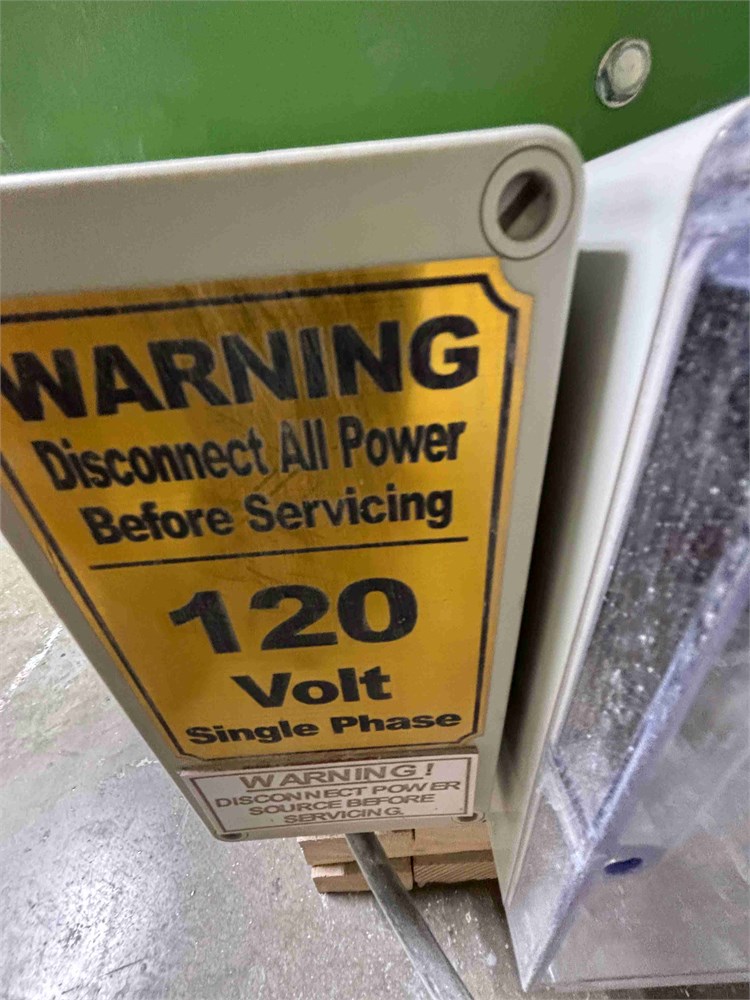 WARNING
Disconnect All Power
Before Servicing
120
Volt
Single Phase
WARNING!
DISCONNECT POWER
SOURCE BEFORE
SERVICING.